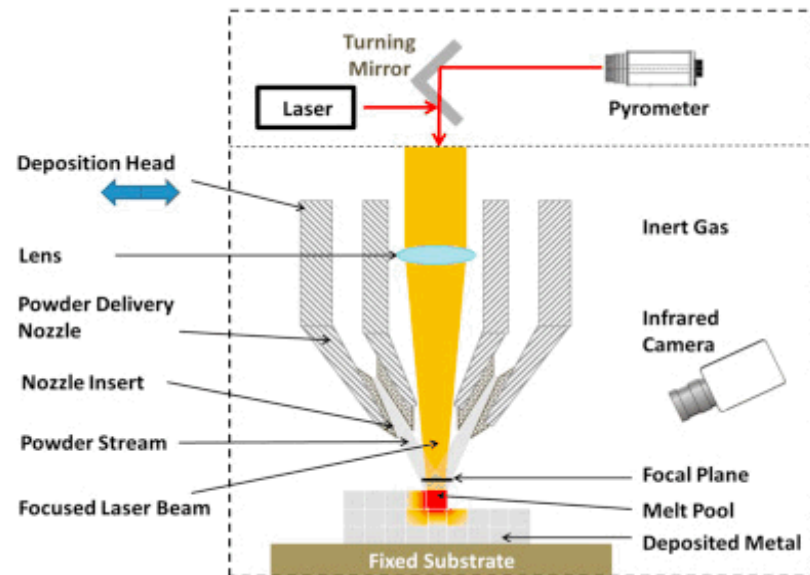 Turning
Mirror
Laser
Pyrometer
Deposition Head
Lens
Inert Gas
Powder Delivery
Nozzle
Infrared
Camera
Nozzle Insert
Powder Stream
Focal Plane
Focused Laser Beam
Melt Pool
Deposited Metal
Fixed Substrate